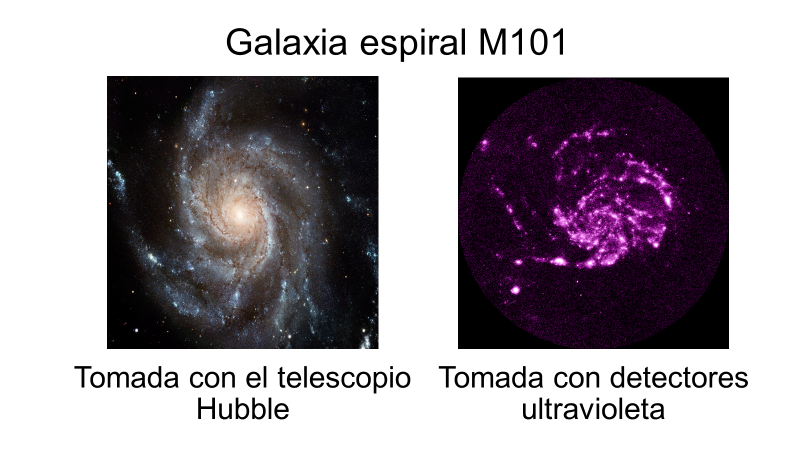 Galaxia espiral M101
Tomada con el telescopio
Hubble
Tomada con detectores
ultravioleta